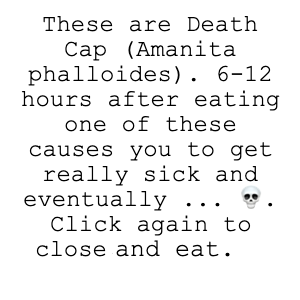 These are Death
Cap (Amanita
phalloides). 6-12
hours after eating
one of these
causes you to get
really sick and
eventually ... 💀.
Click again to
close and eat.